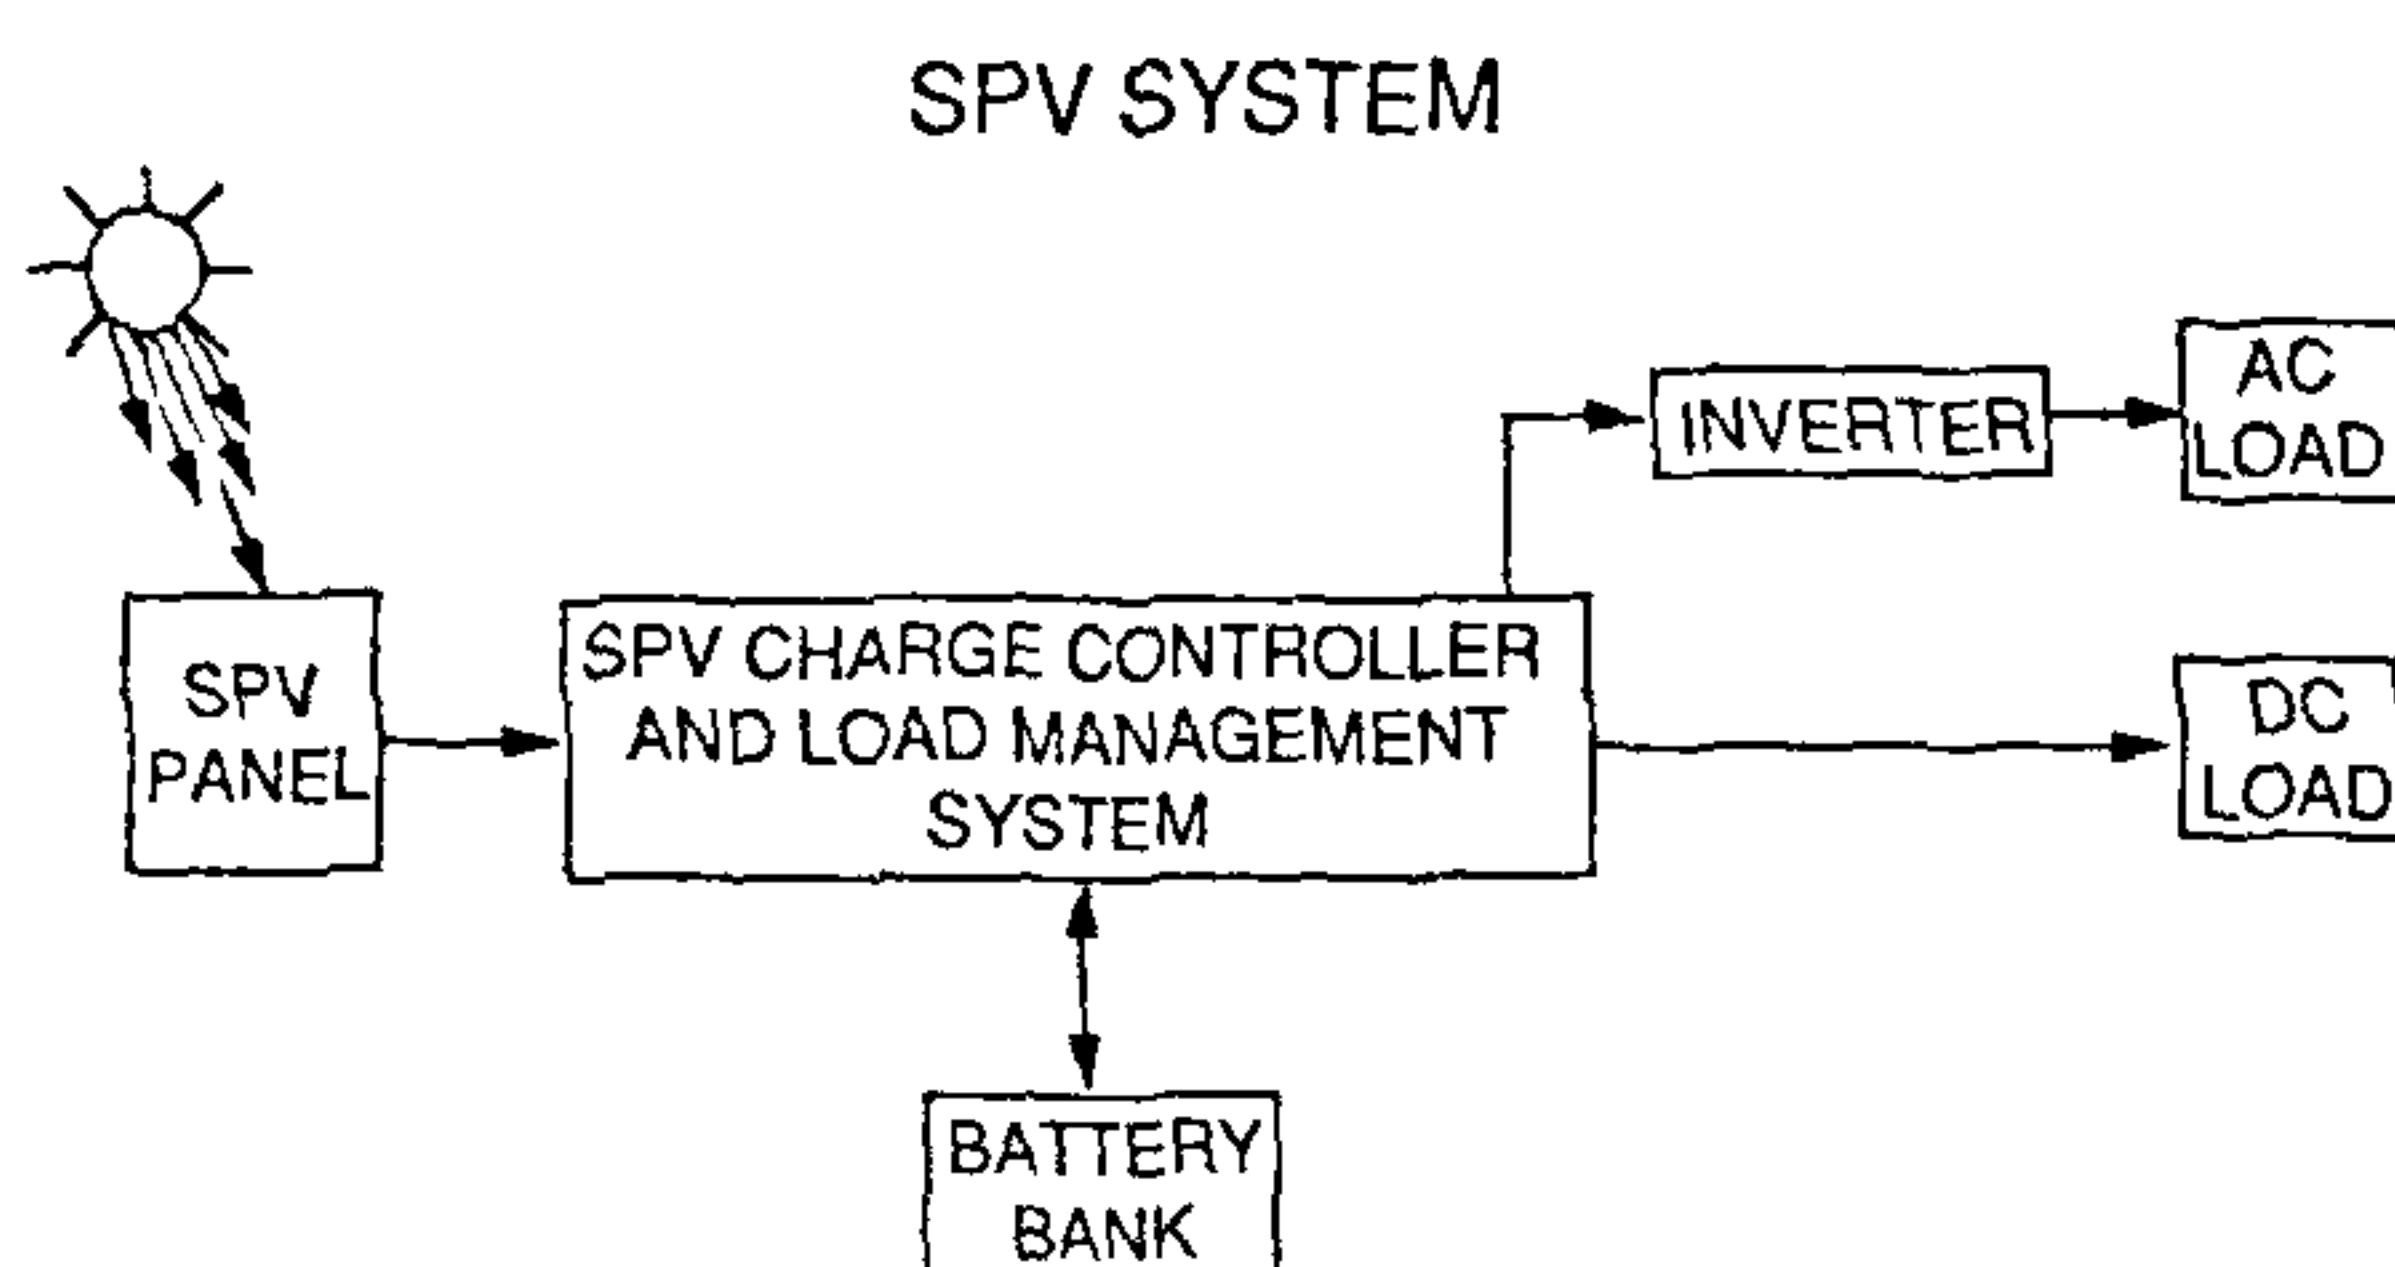 SPV SYSTEM
INVERTER
AC
LOAD
SPV
PANEL
SPV CHARGE CONTROLLER
AND LOAD MANAGEMENT
SYSTEM
DC
LOAD
BATTERY
BANK